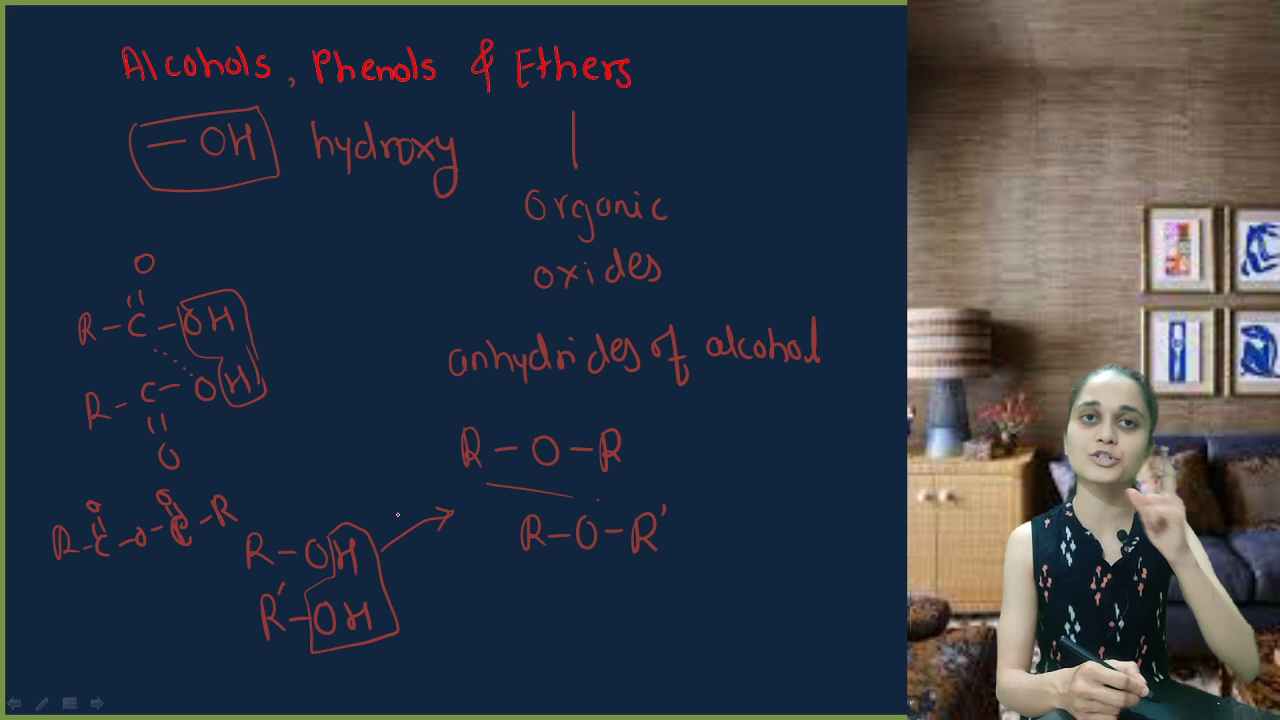 Alcohols, Phenols & Ethers
- OH hydroxy
Organic
oxides
anhydrides of alcohol
O
R - C - OH
R - C - OH
O
R - O - R
R - O - R'
O O
R - C - O - C - R
R - OH
R' - OH